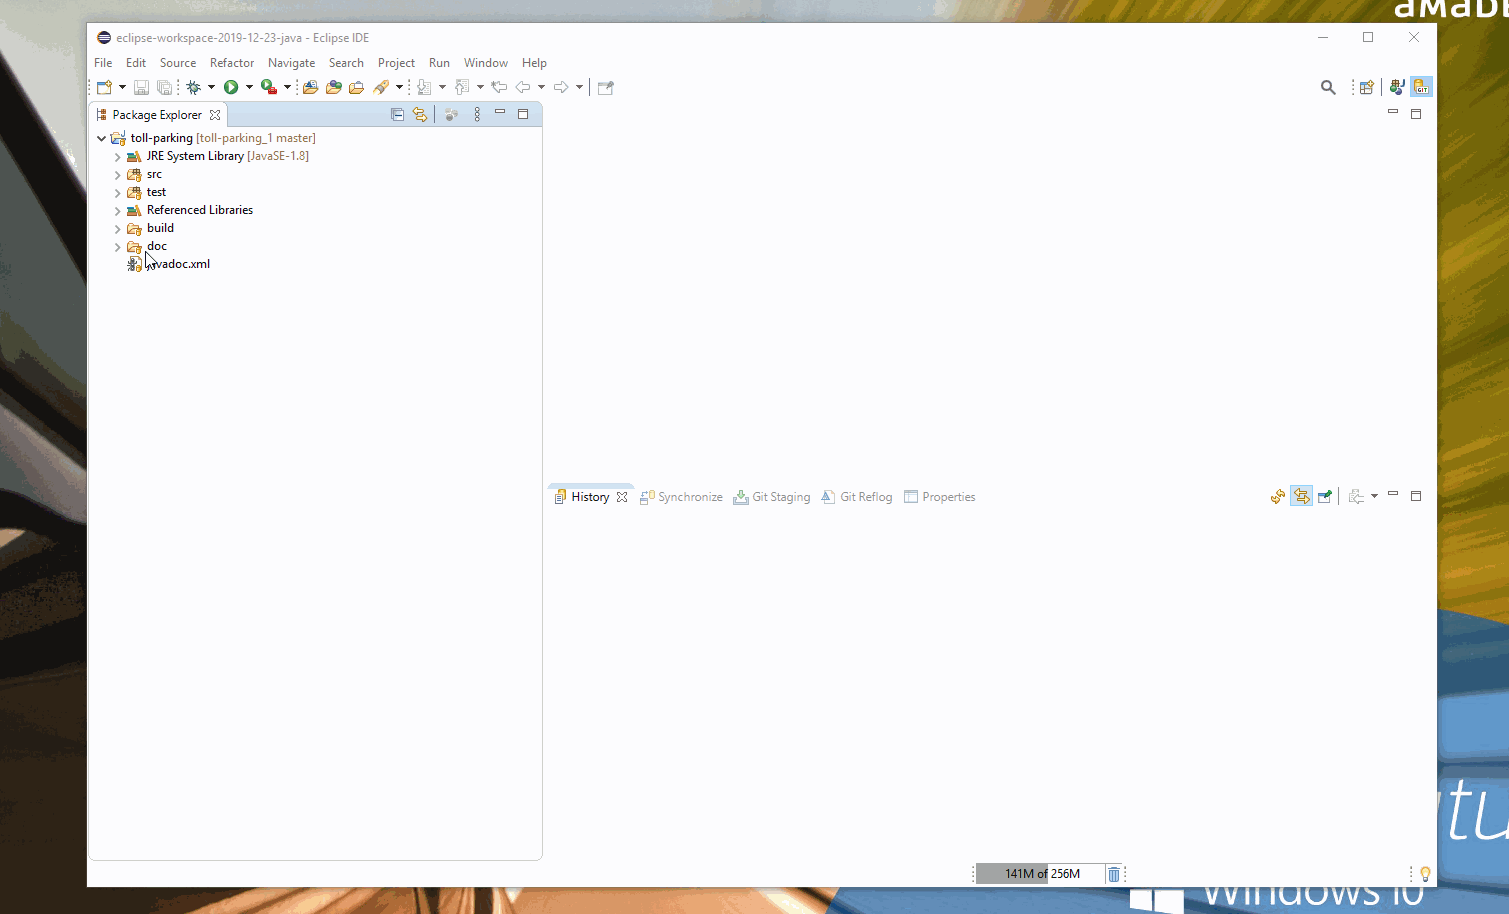 amad
eclipse-workspace-2019-12-23-java - Eclipse IDE
File Edit Source Refactor Navigate Search Project Run Window Help
Package Explorer
toll-parking [toll-parking_1 master]
JRE System Library [JavaSE-1.8]
src
test
Referenced Libraries
build
doc
vadoc.xml
History Synchronize Git Staging Git Reflog Properties
GIT
141M of 256M
Windows 10